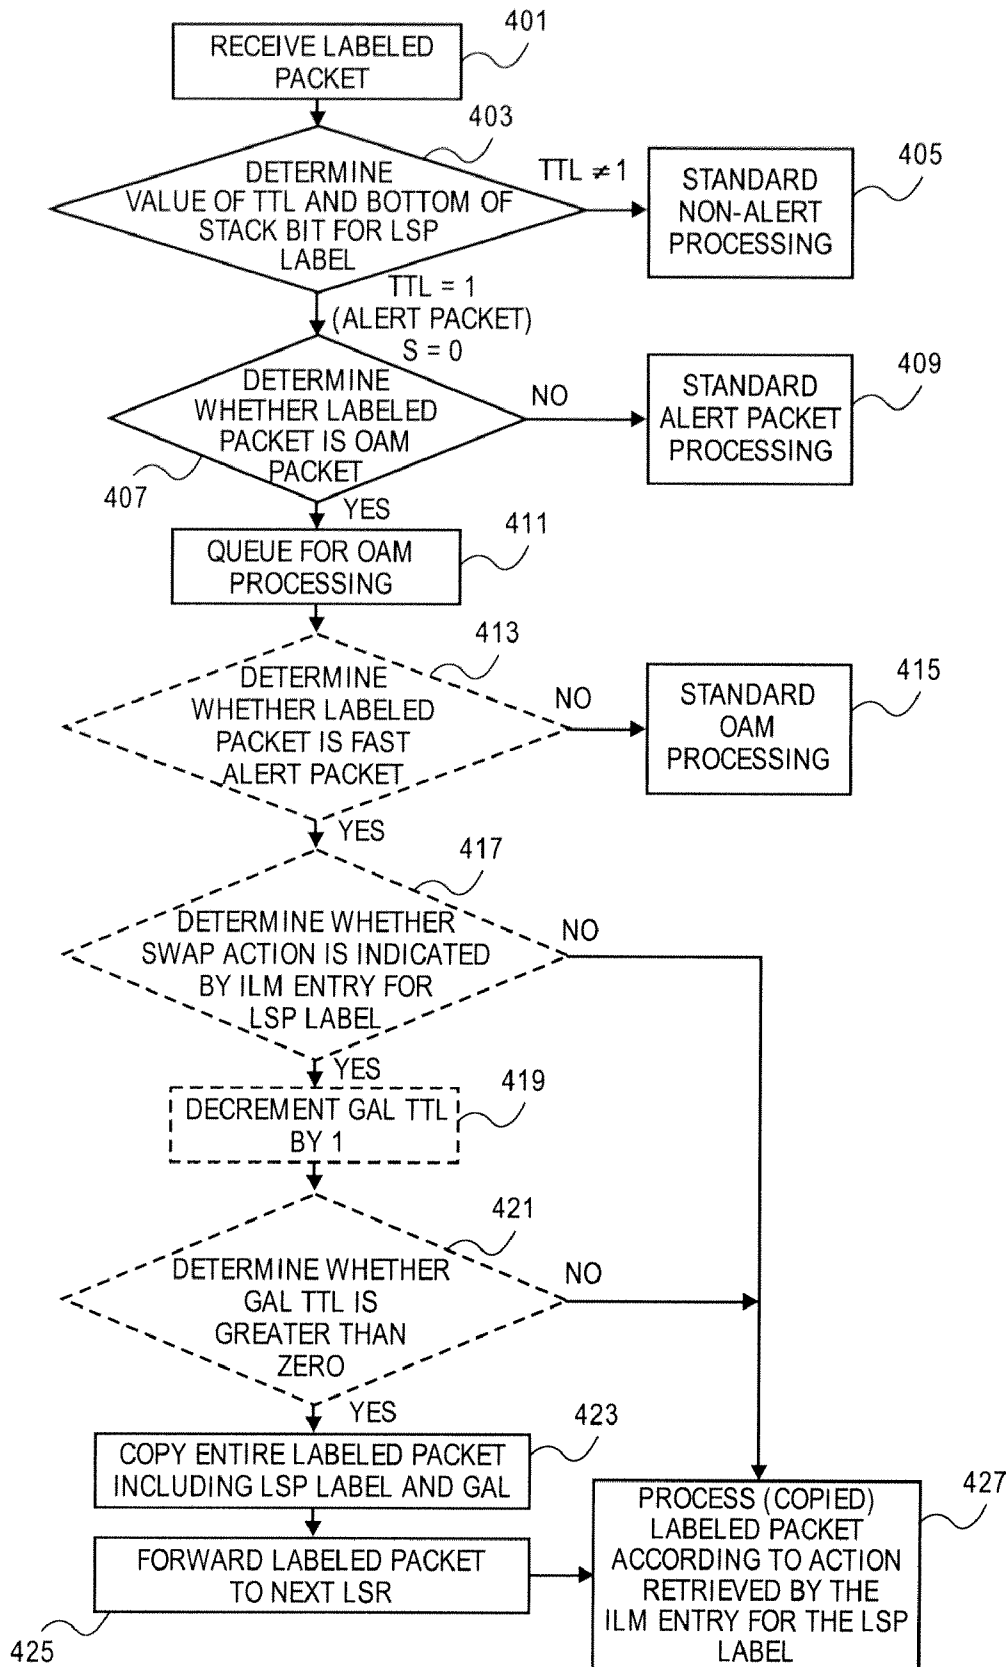 RECEIVE LABELED
PACKET
401
403
DETERMINE
VALUE OF TTL AND BOTTOM OF
STACK BIT FOR LSP
LABEL
TTL ≠ 1
STANDARD
NON-ALERT
PROCESSING
405
TTL = 1
(ALERT PACKET)
S = 0
DETERMINE
WHETHER LABELED
PACKET IS OAM
PACKET
407
NO
STANDARD
ALERT PACKET
PROCESSING
409
YES
QUEUE FOR OAM
PROCESSING
411
413
DETERMINE
WHETHER LABELED
PACKET IS FAST
ALERT PACKET
NO
STANDARD
OAM
PROCESSING
415
YES
417
DETERMINE WHETHER
SWAP ACTION IS INDICATED
BY ILM ENTRY FOR
LSP LABEL
NO
YES
DECREMENT GAL TTL
BY 1
419
421
DETERMINE WHETHER
GAL TTL IS
GREATER THAN
ZERO
NO
YES
COPY ENTIRE LABELED PACKET
INCLUDING LSP LABEL AND GAL
423
FORWARD LABELED PACKET
TO NEXT LSR
425
PROCESS (COPIED)
LABELED PACKET
ACCORDING TO ACTION
RETRIEVED BY THE
ILM ENTRY FOR THE LSP
LABEL
427